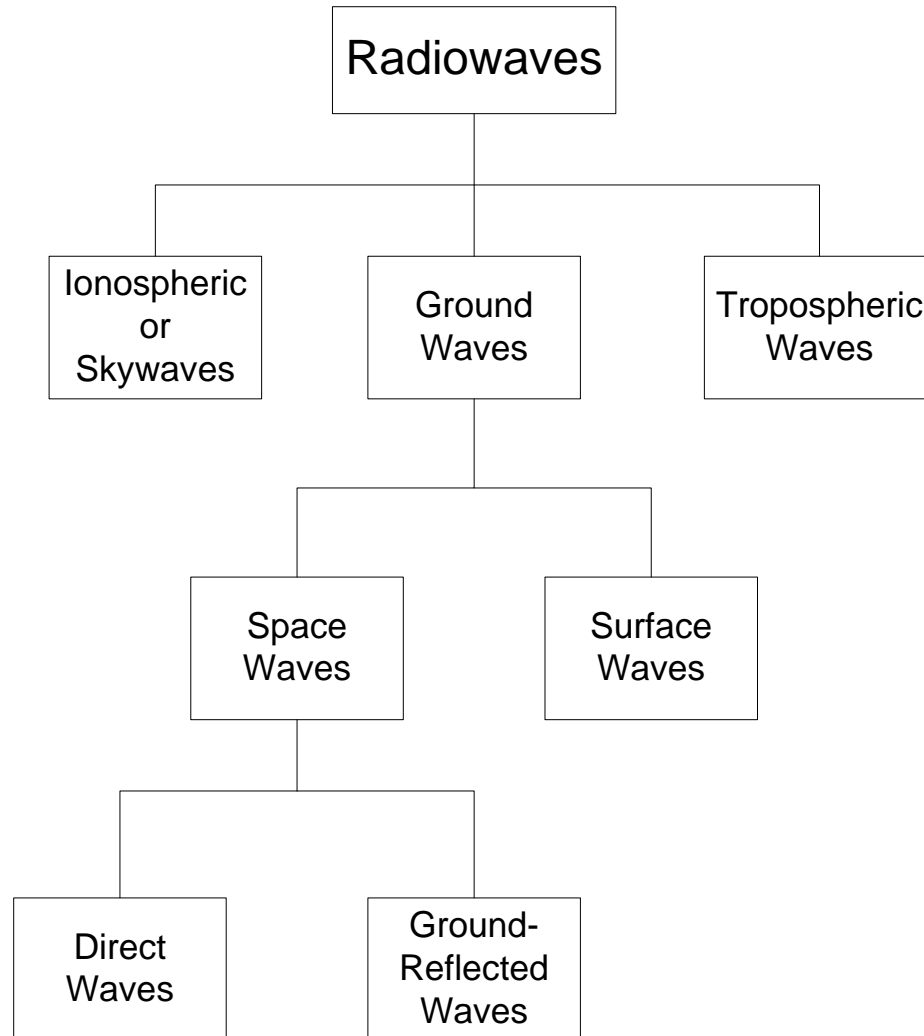 Radiowaves
Ionospheric
or
Skywaves
Ground
Waves
Tropospheric
Waves
Space
Waves
Surface
Waves
Direct
Waves
Ground-
Reflected
Waves